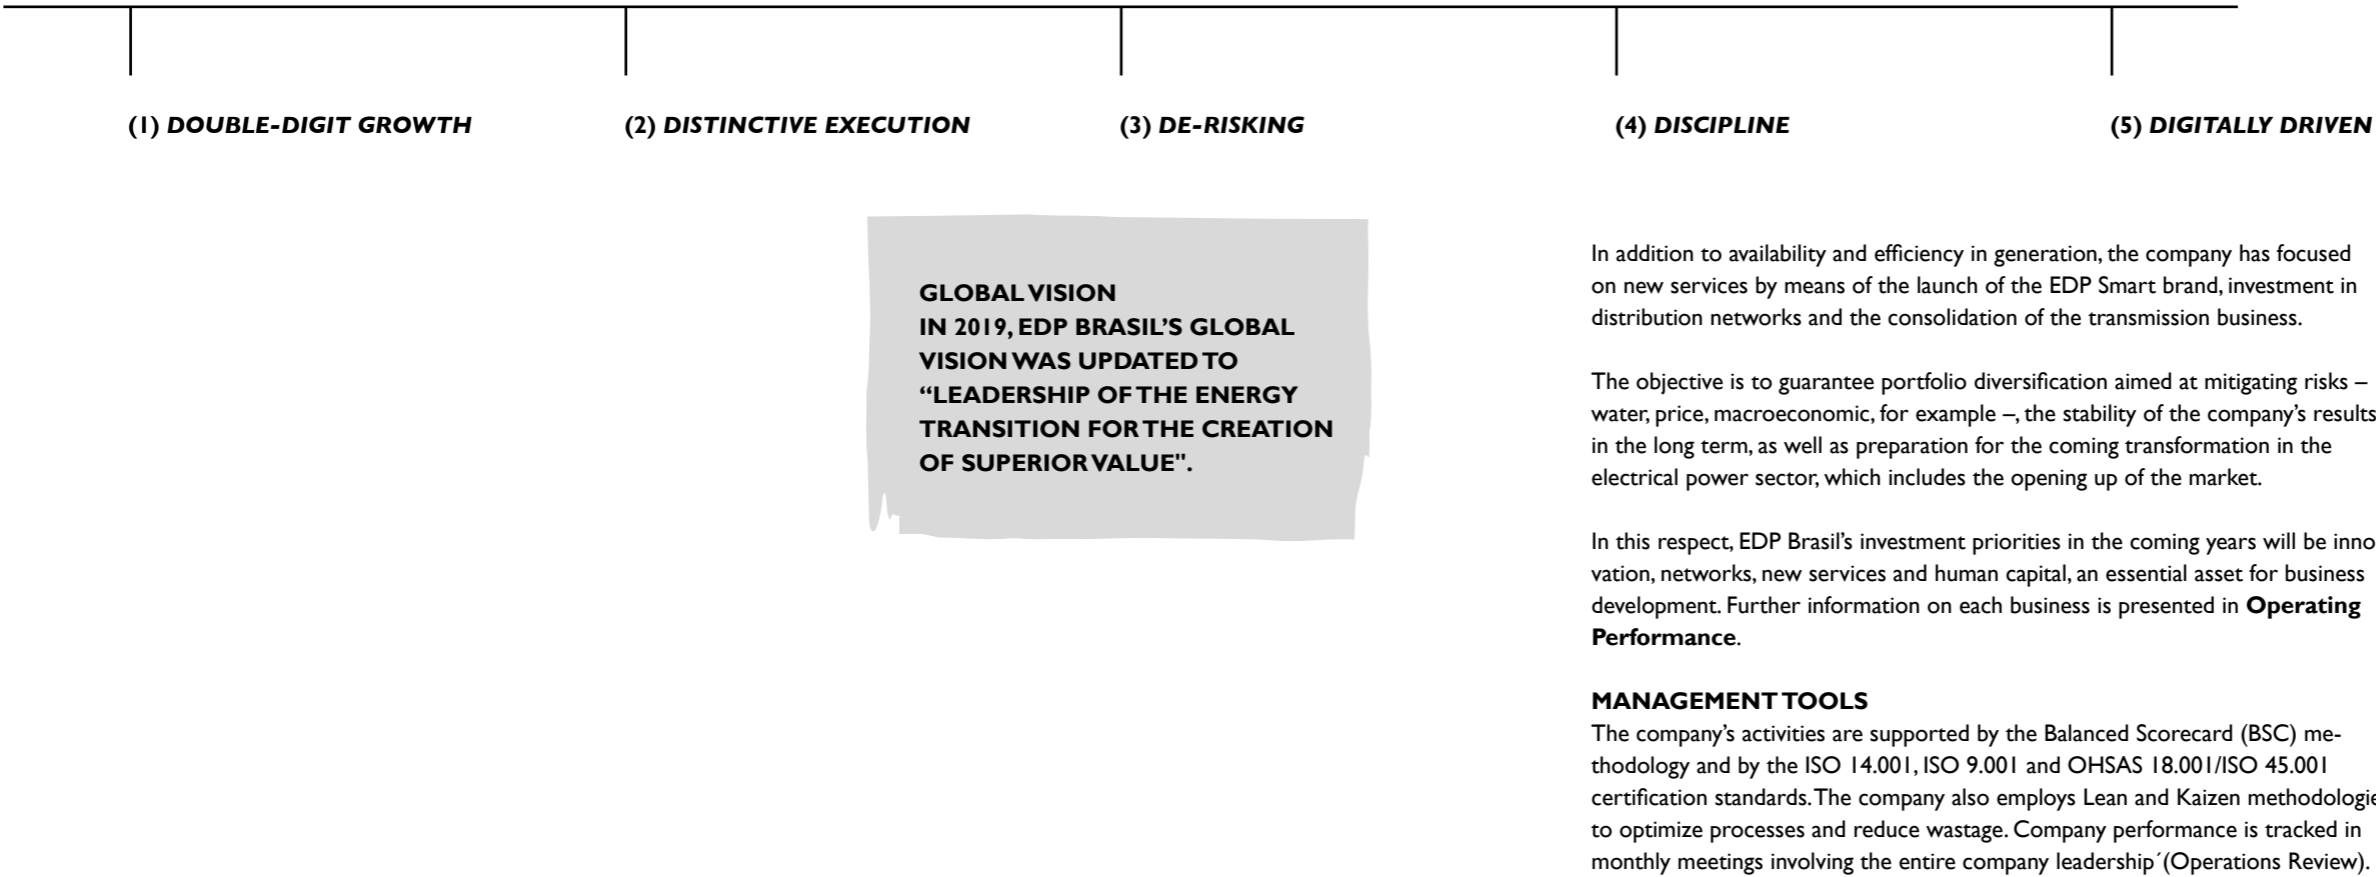 (1) DOUBLE-DIGIT GROWTH
(2) DISTINCTIVE EXECUTION
(3) DE-RISKING
(4) DISCIPLINE
(5) DIGITALLY DRIVEN
GLOBAL VISION
IN 2019, EDP BRASIL’S GLOBAL
VISION WAS UPDATED TO
“LEADERSHIP OF THE ENERGY
TRANSITION FOR THE CREATION
OF SUPERIOR VALUE".
In addition to availability and efficiency in generation, the company has focused
on new services by means of the launch of the EDP Smart brand, investment in
distribution networks and the consolidation of the transmission business.
The objective is to guarantee portfolio diversification aimed at mitigating risks –
water, price, macroeconomic, for example –, the stability of the company’s results
in the long term, as well as preparation for the coming transformation in the
electrical power sector, which includes the opening up of the market.
In this respect, EDP Brasil’s investment priorities in the coming years will be inno
vation, networks, new services and human capital, an essential asset for business
development. Further information on each business is presented in Operating
Performance.
MANAGEMENT TOOLS
The company’s activities are supported by the Balanced Scorecard (BSC) me-
thodology and by the ISO 14.001, ISO 9.001 and OHSAS 18.001/ISO 45.001
certification standards. The company also employs Lean and Kaizen methodologie
to optimize processes and reduce wastage. Company performance is tracked in
monthly meetings involving the entire company leadership´(Operations Review).